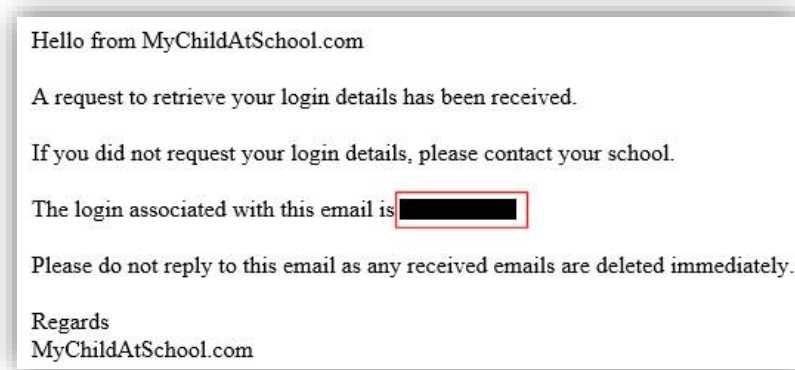 Hello from MyChildAtSchool.com
A request to retrieve your login details has been received.
If you did not request your login details, please contact your school.
The login associated with this email is
Please do not reply to this email as any received emails are deleted immediately.
Regards
MyChildAtSchool.com